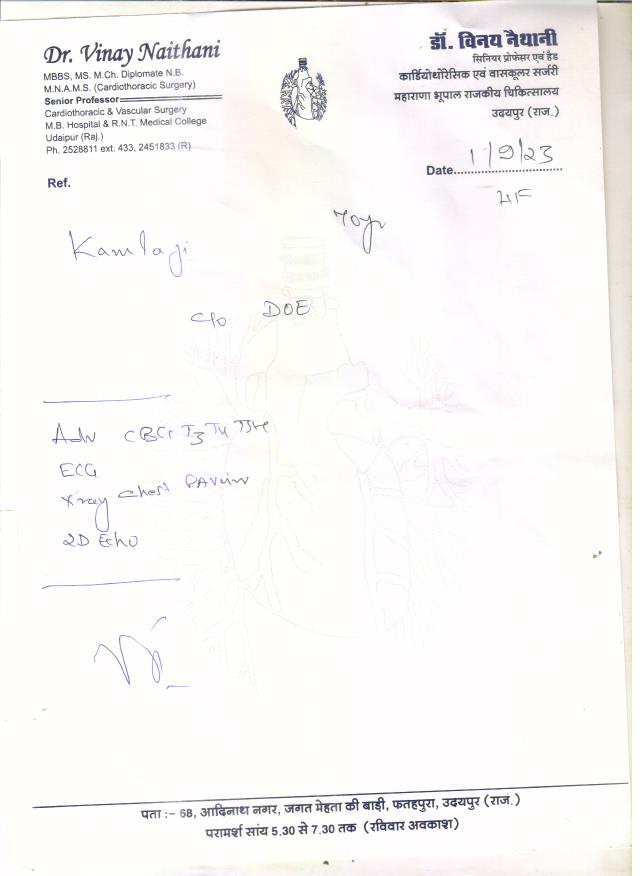 Dr. Vinay Naithani
MBBS, MS. M.Ch. Diplomate N.B.
M.N.A.M.S. (Cardiothoracic Surgery)
Senior Professor
Cardiothoracic & Vascular Surgery
M.B. Hospital & R.N.T. Medical College
Udaipur (Raj.)
Ph. 2528811 ext. 433, 2451833 (R)
डॉ. विनय नैथानी
सिनियर प्रोफेसर एवं हैड
कार्डियोथोरेसिक एवं वासकूलर सर्जरी
महाराणा भूपाल राजकीय चिकित्सालय
उदयपुर (राज.)
Date 1/9/23
Ref.
70yr
Kamlaji
c/o DOE
Adv CBC T3 T4 TSH
ECG
Xray chest PA View
2D Echo
पता :– 68, आदिनाथ नगर, जगत मेहता की बाड़ी, फतहपुरा, उदयपुर (राज.)
परामर्श सांय 5.30 से 7.30 तक (रविवार अवकाश)